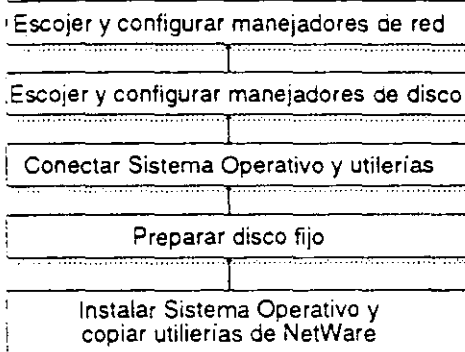 Escojer y configurar manejadores de red
Escojer y configurar manejadores de disco
Conectar Sistema Operativo y utilerías
Preparar disco fijo
Instalar Sistema Operativo y
copiar utilierías de NetWare